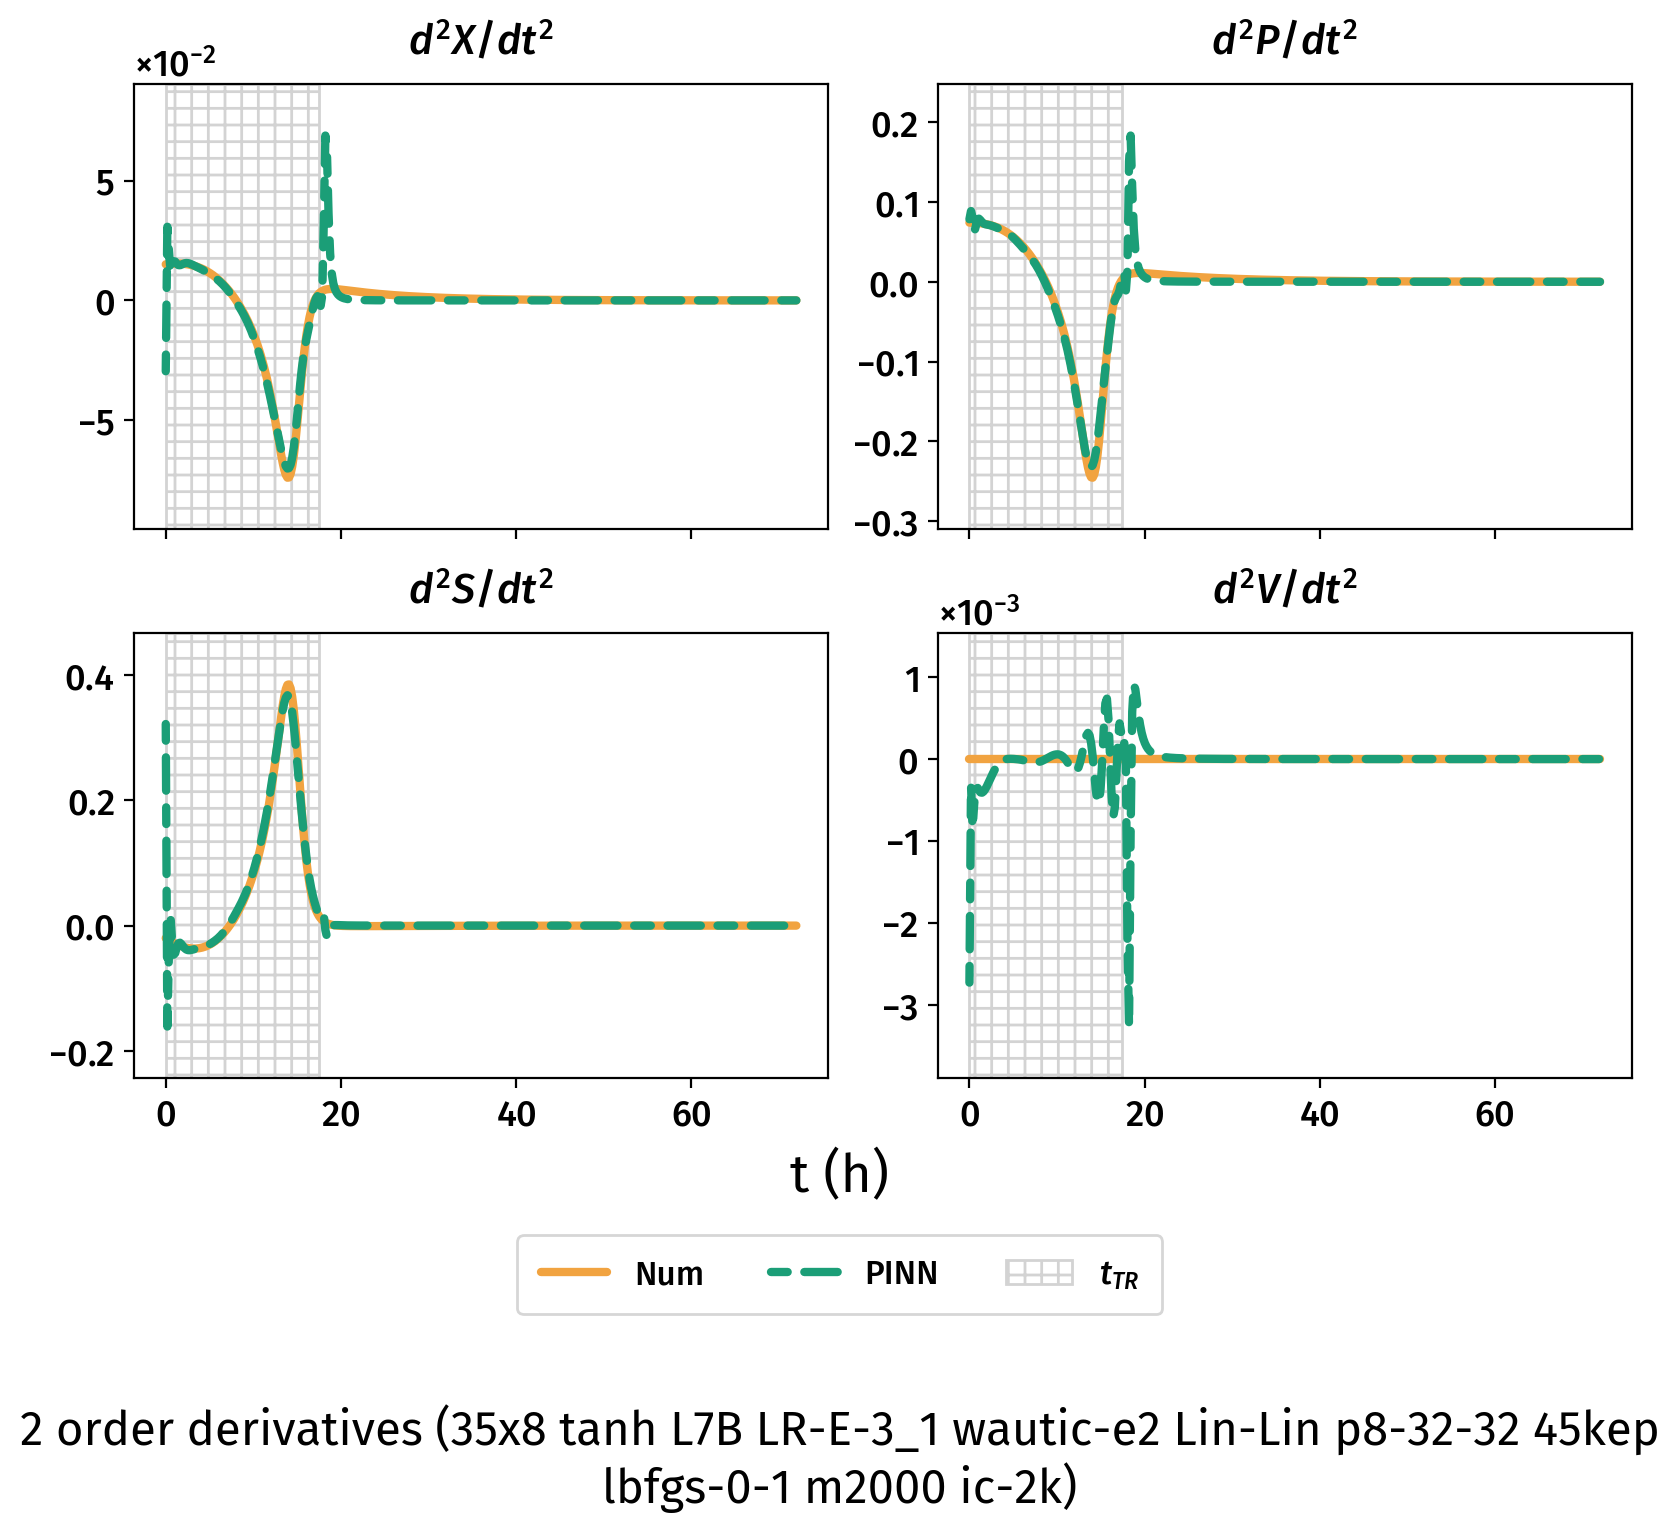 d²X/dt²
×10⁻²
5
0
−5
d²P/dt²
0.2
0.1
0.0
−0.1
−0.2
−0.3
d²S/dt²
0.4
0.2
0.0
−0.2
0 20 40 60
d²V/dt²
×10⁻³
1
0
−1
−2
−3
0 20 40 60
t (h)
Num PINN t_TR
2 order derivatives (35x8 tanh L7B LR-E-3_1 wautic-e2 Lin-Lin p8-32-32 45kep
lbfgs-0-1 m2000 ic-2k)